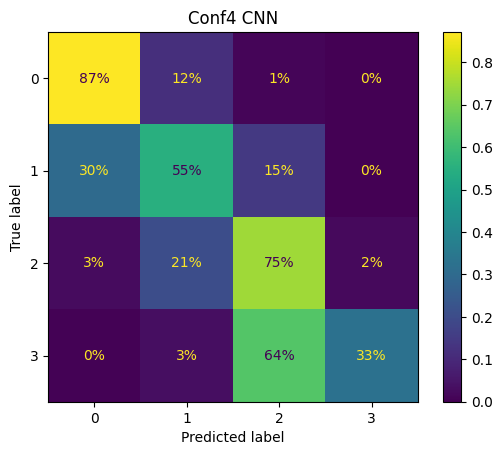 Conf4 CNN
0 87% 12% 1% 0%
1 30% 55% 15% 0%
2 3% 21% 75% 2%
3 0% 3% 64% 33%
0 1 2 3
Predicted label
True label
0.8
0.7
0.6
0.5
0.4
0.3
0.2
0.1
0.0